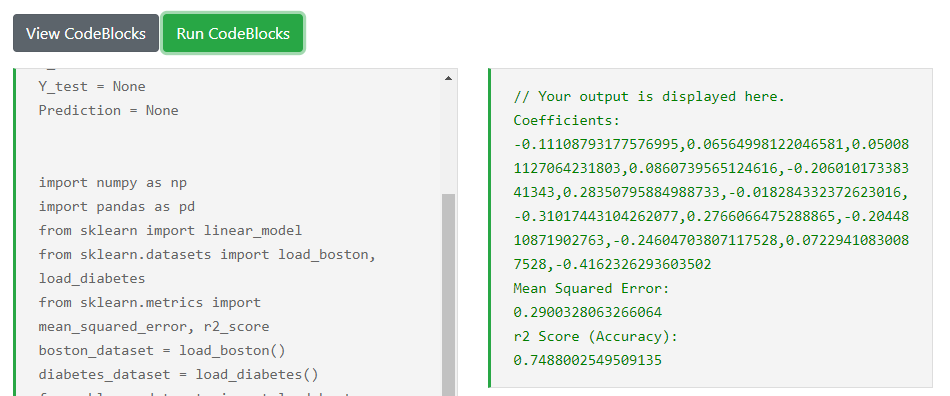 View CodeBlocks
Run CodeBlocks
Y_test = None
Prediction = None
import numpy as np
import pandas as pd
from sklearn import linear_model
from sklearn.datasets import load_boston,
load_diabetes
from sklearn.metrics import
mean_squared_error, r2_score
boston_dataset = load_boston()
diabetes_dataset = load_diabetes()
// Your output is displayed here.
Coefficients:
-0.11108793177576995,0.06564998122046581,0.05008
1127064231803,0.0860739565124616,-0.206010173383
41343,0.28350795884988733,-0.018284332372623016,
-0.31017443104262077,0.2766066475288865,-0.20448
10871902763,-0.24604703807117528,0.0722941083008
7528,-0.4162326293603502
Mean Squared Error:
0.2900328063266064
r2 Score (Accuracy):
0.7488002549509135